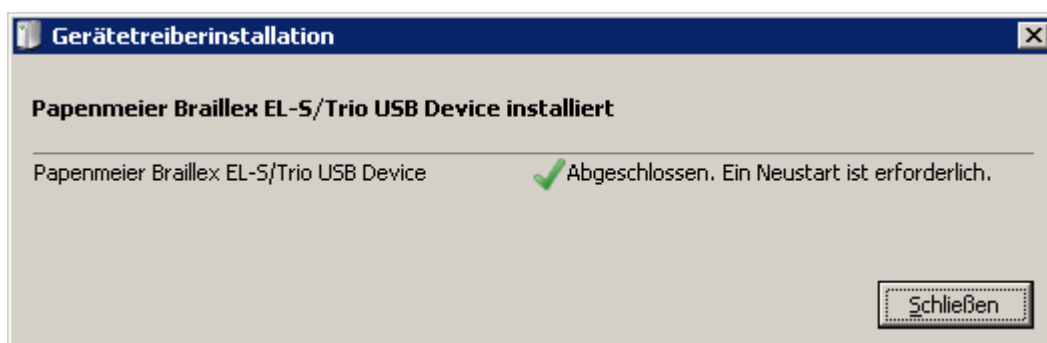 Gerätetreiberinstallation
Papenmeier Braillex EL-S/Trio USB Device installiert
Papenmeier Braillex EL-S/Trio USB Device Abgeschlossen. Ein Neustart ist erforderlich.
Schließen